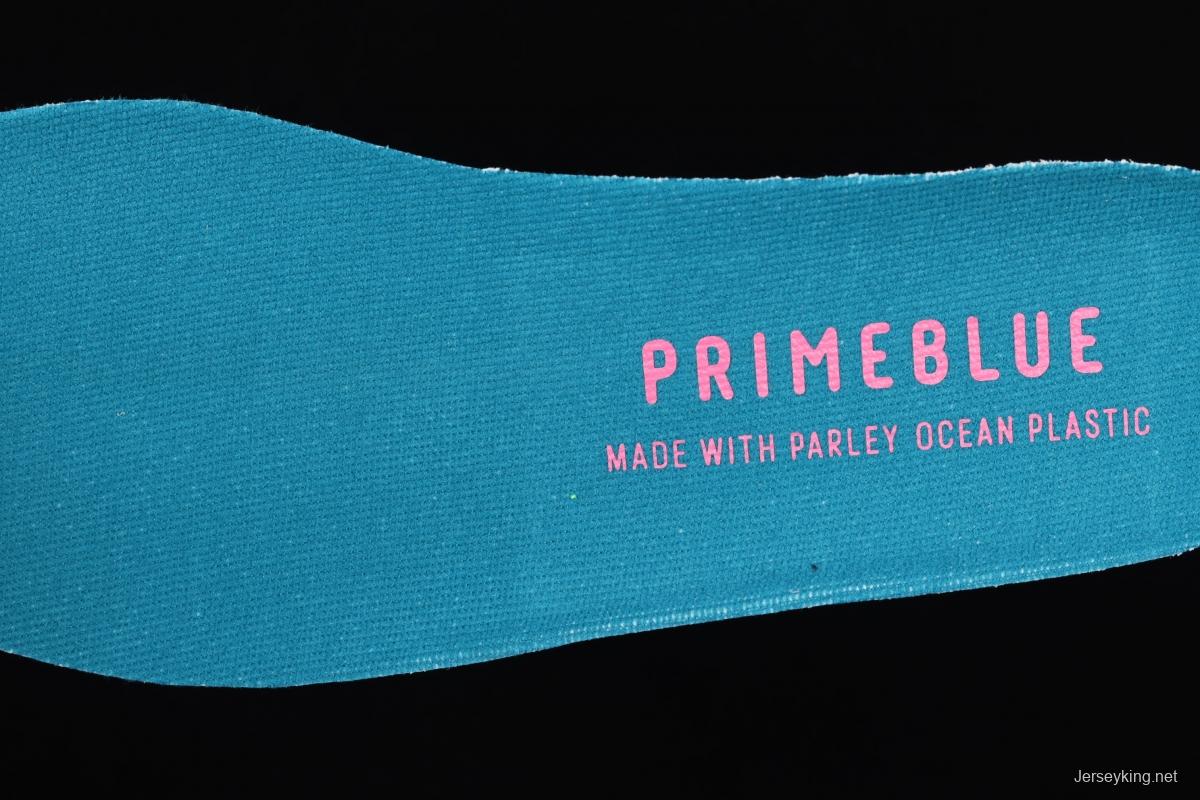 PRIMEBLUE
MADE WITH PARLEY OCEAN PLASTIC
Jerseyking.net